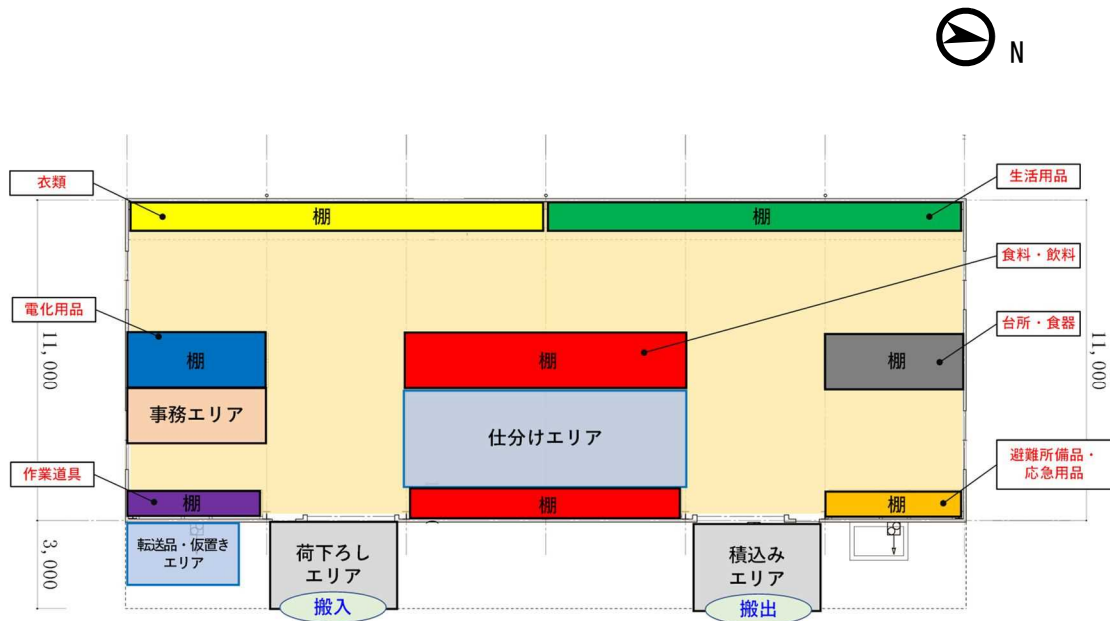 N
衣類
生活用品
棚
棚
食料・飲料
電化用品
台所・食器
棚
棚
棚
11,000
11,000
事務エリア
仕分けエリア
作業道具
避難所備品・
応急用品
棚
棚
棚
3,000
転送品・仮置き
エリア
荷下ろし
エリア
積込み
エリア
搬入
搬出